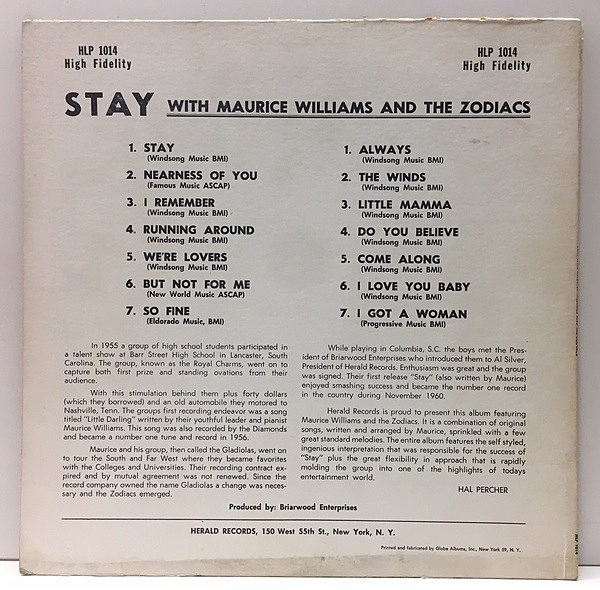 HLP 1014
High Fidelity
HLP 1014
High Fidelity
STAY WITH MAURICE WILLIAMS AND THE ZODIACS
1. STAY
(Windsong Music BMI)
2. NEARNESS OF YOU
(Famous Music ASCAP)
3. I REMEMBER
(Windsong Music BMI)
4. RUNNING AROUND
(Windsong Music BMI)
5. WE'RE LOVERS
(Windsong Music BMI)
6. BUT NOT FOR ME
(New World Music ASCAP)
7. SO FINE
(Eldorado Music, BMI)
1. ALWAYS
(Windsong Music BMI)
2. THE WINDS
(Windsong Music BMI)
3. LITTLE MAMMA
(Windsong Music BMI)
4. DO YOU BELIEVE
(Windsong Music BMI)
5. COME ALONG
(Windsong Music BMI)
6. I LOVE YOU BABY
(Windsong Music BMI)
7. I GOT A WOMAN
(Progressive Music BMI)
In 1955 a group of high school students participated in
a talent show at Barr Street High School in Lancaster, South
Carolina. The group, known as the Royal Charms, went on to
capture both first prize and standing ovations from their
audience.
With this stimulation behind them plus forty dollars
(which they borrowed) and an old automobile they motored to
Nashville, Tenn. The groups first recording endeavor was a song
titled "Little Darling" written by their youthful leader and pianist
Maurice Williams. This song was also recorded by the Diamonds
and became a number one tune and record in 1956.
Maurice and his group, then called the Gladiolas, went on
to tour the South and Far West where they became favorites
with the Colleges and Universities. Their recording contract ex-
pired and by mutual agreement was not renewed. Since the
record company owned the name Gladiolas a change was neces-
sary and the Zodiacs emerged.
While playing in Columbia, S.C. the boys met the Pres-
ident of Briarwood Enterprises who introduced them to Al Silver,
President of Herald Records. Enthusiasm was great and the group
was signed. Their first release "Stay" (also written by Maurice)
enjoyed smashing success and became the number one record
in the country during November 1960.
Herald Records is proud to present this album featuring
Maurice Williams and the Zodiacs. It is a combination of original
songs, written and arranged by Maurice, sprinkled with a few
great standard melodies. The entire album features the self styled,
ingenious interpretation that was responsible for the success of
"Stay" plus the great flexibility in approach that is rapidly
molding the group into one of the highlights of todays
entertainment world.
HAL PERCHER
Produced by: Briarwood Enterprises
HERALD RECORDS, 150 West 55th St., New York, N. Y.
Printed and fabricated by Globe Albums, Inc., New York 59, N. Y.
HLP 1014